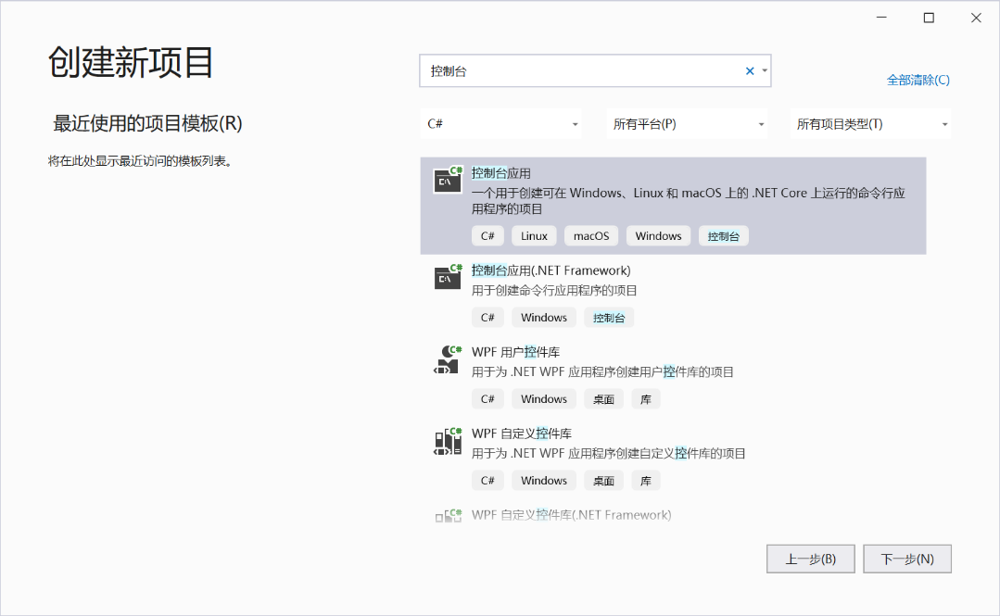 创建新项目
最近使用的项目模板(R)
将在此处显示最近访问的模板列表。
控制台
全部清除(C)
C# 所有平台(P) 所有项目类型(T)
控制台应用
一个用于创建可在 Windows、Linux 和 macOS 上的 .NET Core 上运行的命令行应
用程序的项目
C# Linux macOS Windows 控制台
控制台应用(.NET Framework)
用于创建命令行应用程序的项目
C# Windows 控制台
WPF 用户控件库
用于为 .NET WPF 应用程序创建用户控件库的项目
C# Windows 桌面 库
WPF 自定义控件库
用于为 .NET WPF 应用程序创建自定义控件库的项目
C# Windows 桌面 库
WPF 自定义控件库(.NET Framework)
上一步(B) 下一步(N)